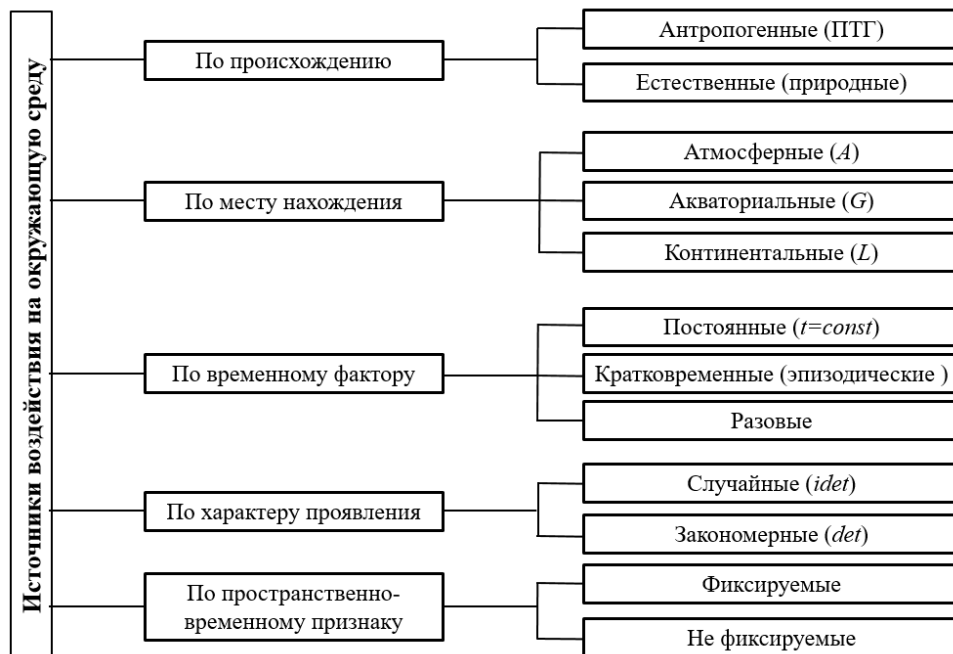 Источники воздействия на окружающую среду
По происхождению
Антропогенные (ПТГ)
Естественные (природные)
По месту нахождения
Атмосферные (A)
Акваториальные (G)
Континентальные (L)
По временному фактору
Постоянные (t=const)
Кратковременные (эпизодические )
Разовые
По характеру проявления
Случайные (idet)
Закономерные (det)
По пространственно-
временному признаку
Фиксируемые
Не фиксируемые